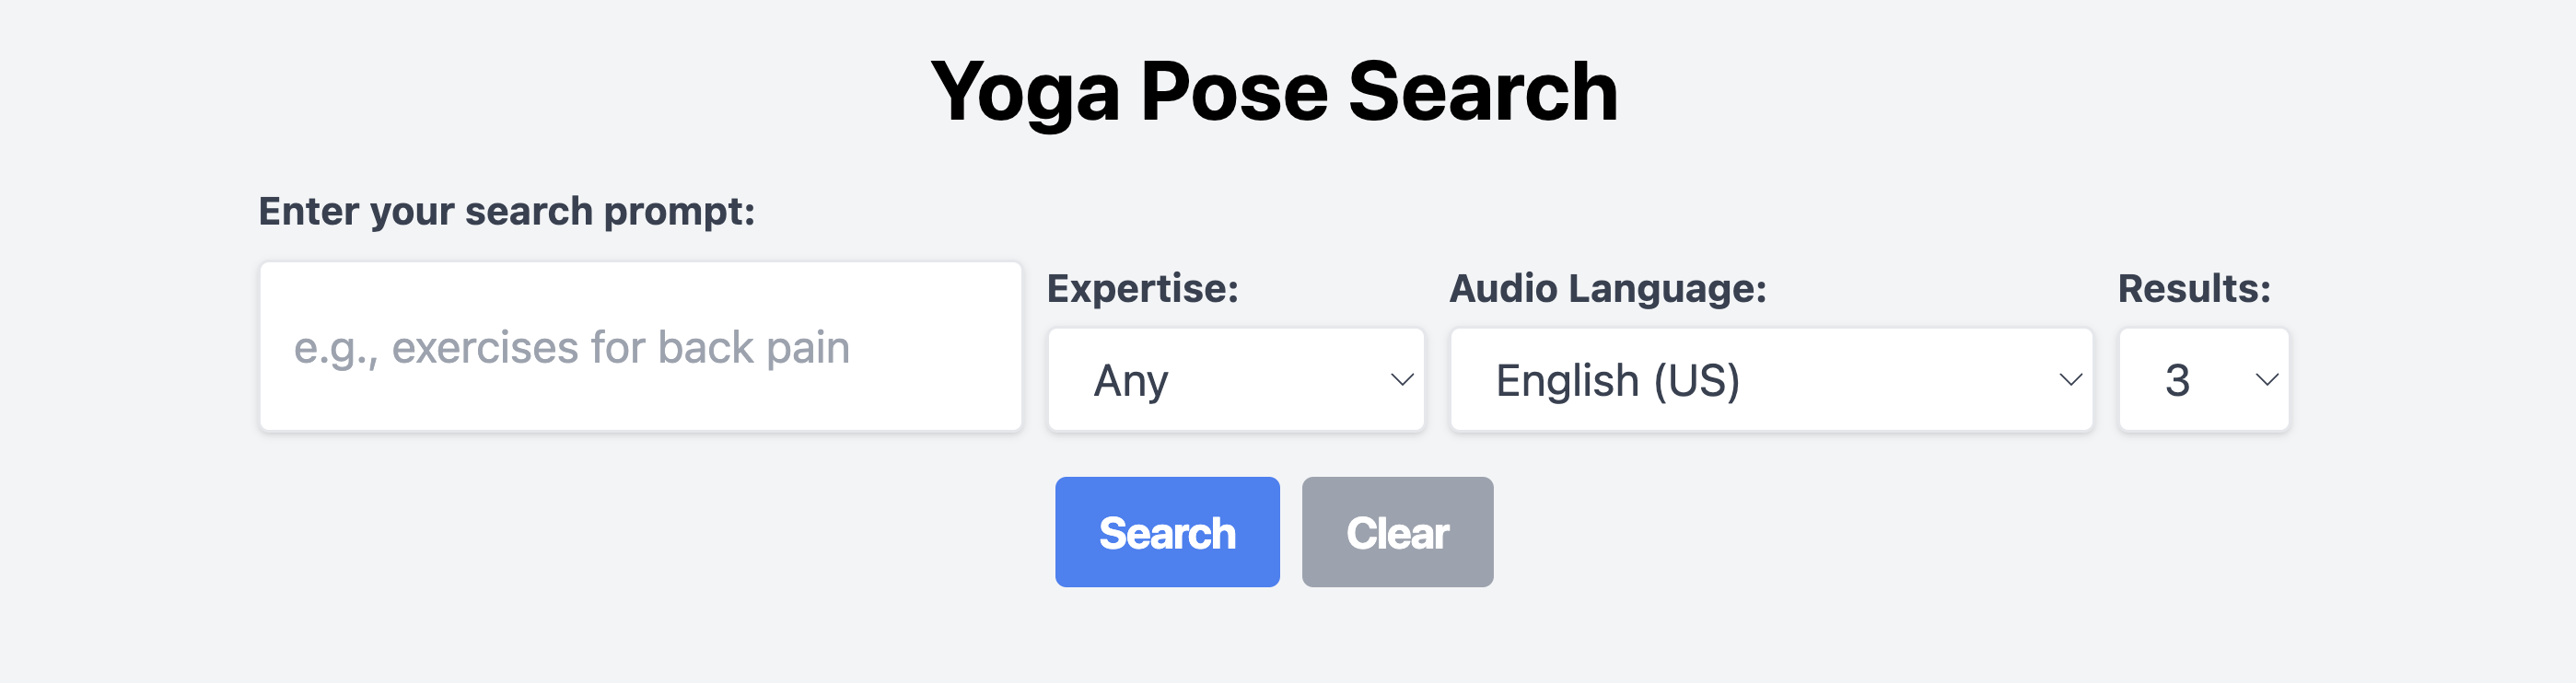 Yoga Pose Search
Enter your search prompt:
e.g., exercises for back pain
Expertise:
Any
Audio Language:
English (US)
Results:
3
Search
Clear